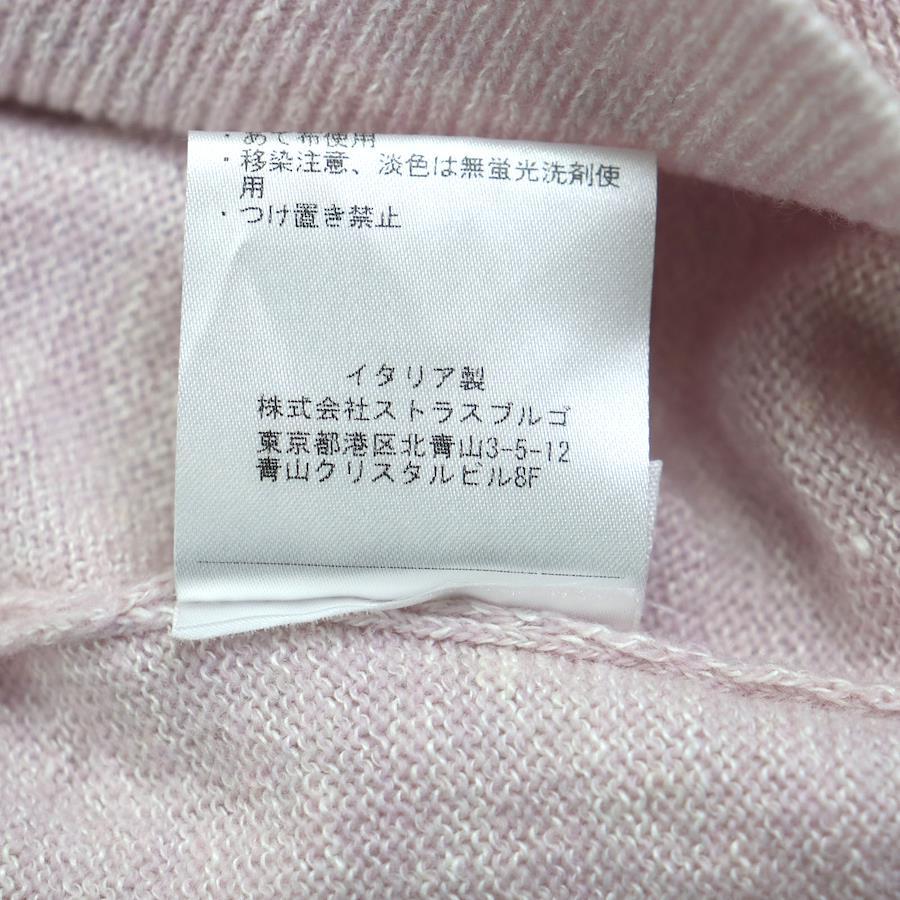 ・あて布使用
・移染注意、淡色は無蛍光洗剤使
用
・つけ置き禁止
イタリア製
株式会社ストラスブルゴ
東京都港区北青山3-5-12
青山クリスタルビル8F